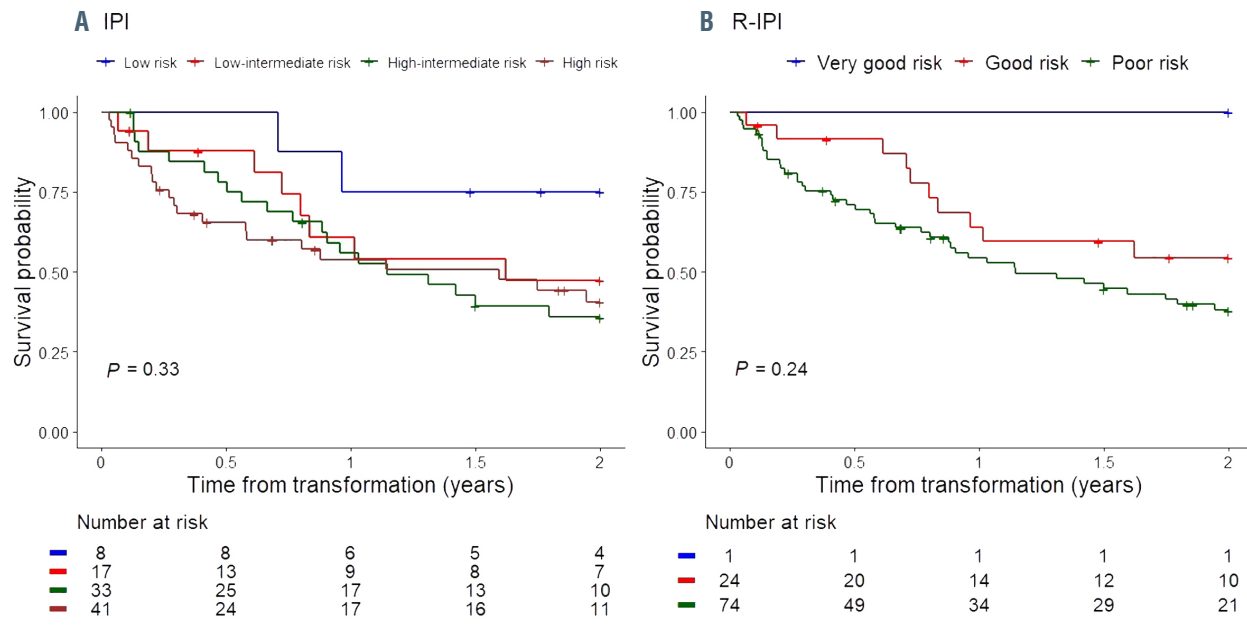 A IPI
Low risk Low-intermediate risk High-intermediate risk High risk
1.00
0.75
0.50
0.25
0.00
Survival probability
P = 0.33
0 0.5 1 1.5 2
Time from transformation (years)
Number at risk
8 8 6 5 4
17 13 9 8 7
33 25 17 13 10
41 24 17 16 11
B R-IPI
Very good risk Good risk Poor risk
1.00
0.75
0.50
0.25
0.00
Survival probability
P = 0.24
0 0.5 1 1.5 2
Time from transformation (years)
Number at risk
1 1 1 1 1
24 20 14 12 10
74 49 34 29 21